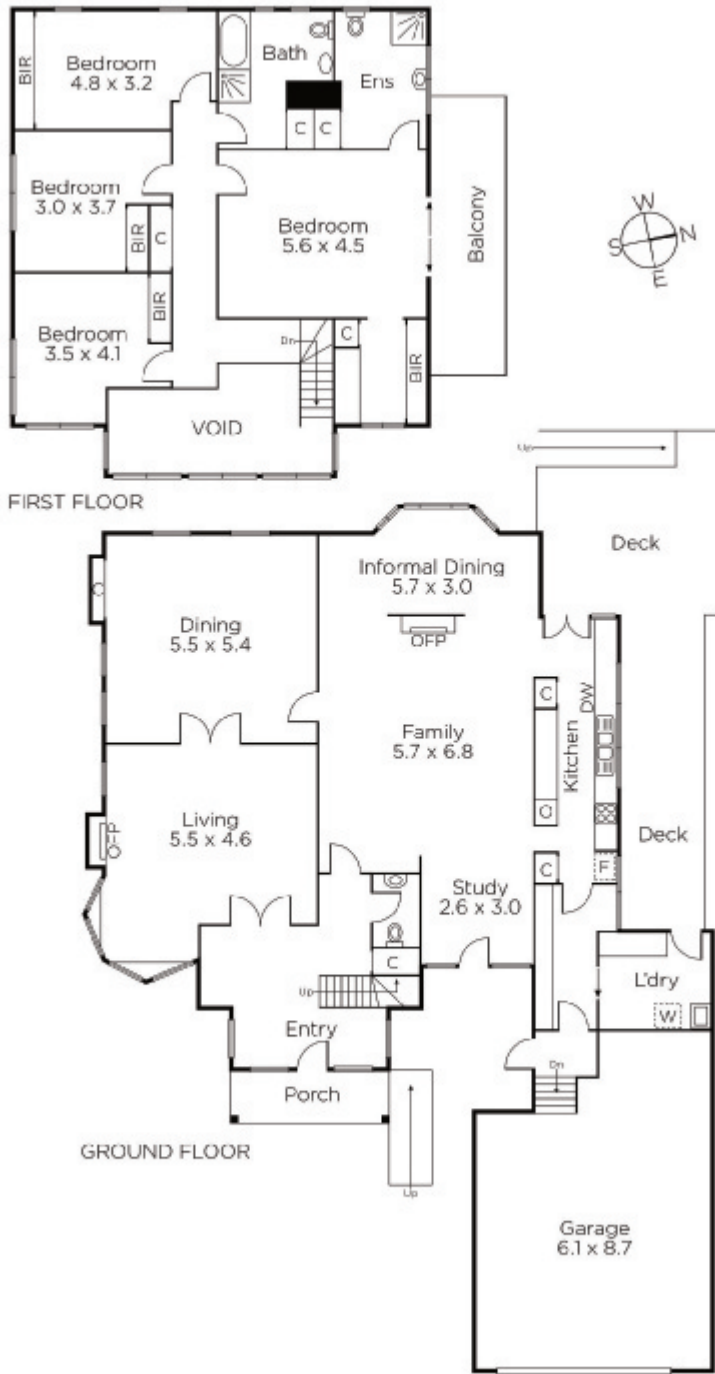 BIR
Bedroom
4.8 x 3.2
Bath
Ens
C
C
Bedroom
3.0 x 3.7
BIR
C
Bedroom
5.6 x 4.5
Balcony
W
S
N
E
BIR
Bedroom
3.5 x 4.1
Dn
C
BIR
VOID
FIRST FLOOR
Up
Deck
Informal Dining
5.7 x 3.0
OFP
Dining
5.5 x 5.4
C
DW
Kitchen
Family
5.7 x 6.8
Living
5.5 x 4.6
OFP
O
Deck
C
F
Study
2.6 x 3.0
C
Up
L'dry
W
Entry
Dn
Porch
Up
GROUND FLOOR
Garage
6.1 x 8.7